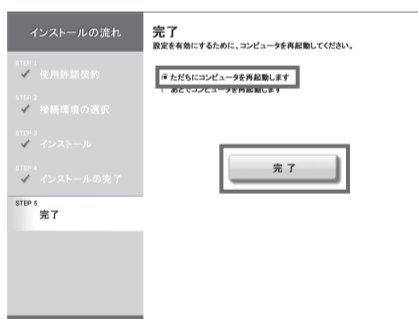 インストールの流れ
STEP 1
使用許諾契約
STEP 2
接続環境の選択
STEP 3
インストール
STEP 4
インストールの完了
STEP 5
完了
完了
設定を有効にするために、コンピュータを再起動してください。
ただちにコンピュータを再起動します
あとでコンピュータを再起動します
完了